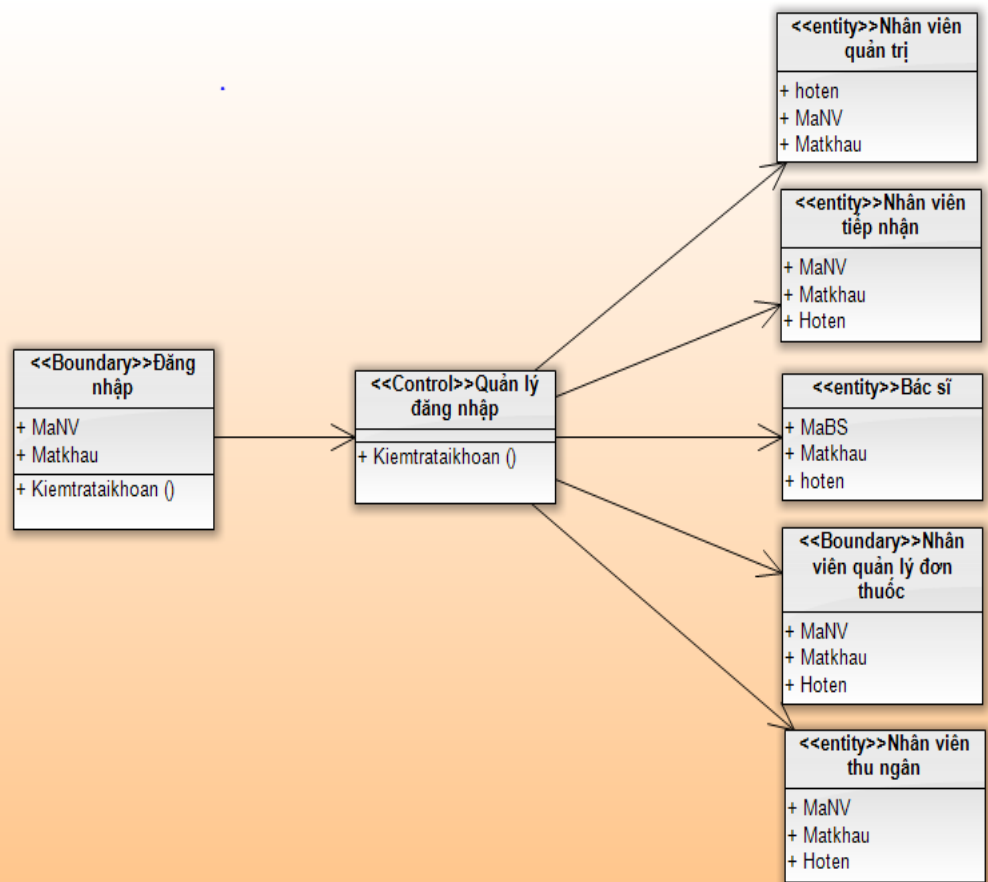 <<Boundary>>Đăng
nhập
+ MaNV
+ Matkhau
+ Kiemtrataikhoan ()
<<Control>>Quản lý
đăng nhập
+ Kiemtrataikhoan ()
<<entity>>Nhân viên
quản trị
+ hoten
+ MaNV
+ Matkhau
<<entity>>Nhân viên
tiếp nhận
+ MaNV
+ Matkhau
+ Hoten
<<entity>>Bác sĩ
+ MaBS
+ Matkhau
+ hoten
<<Boundary>>Nhân
viên quản lý đơn
thuốc
+ MaNV
+ Matkhau
+ Hoten
<<entity>>Nhân viên
thu ngân
+ MaNV
+ Matkhau
+ Hoten